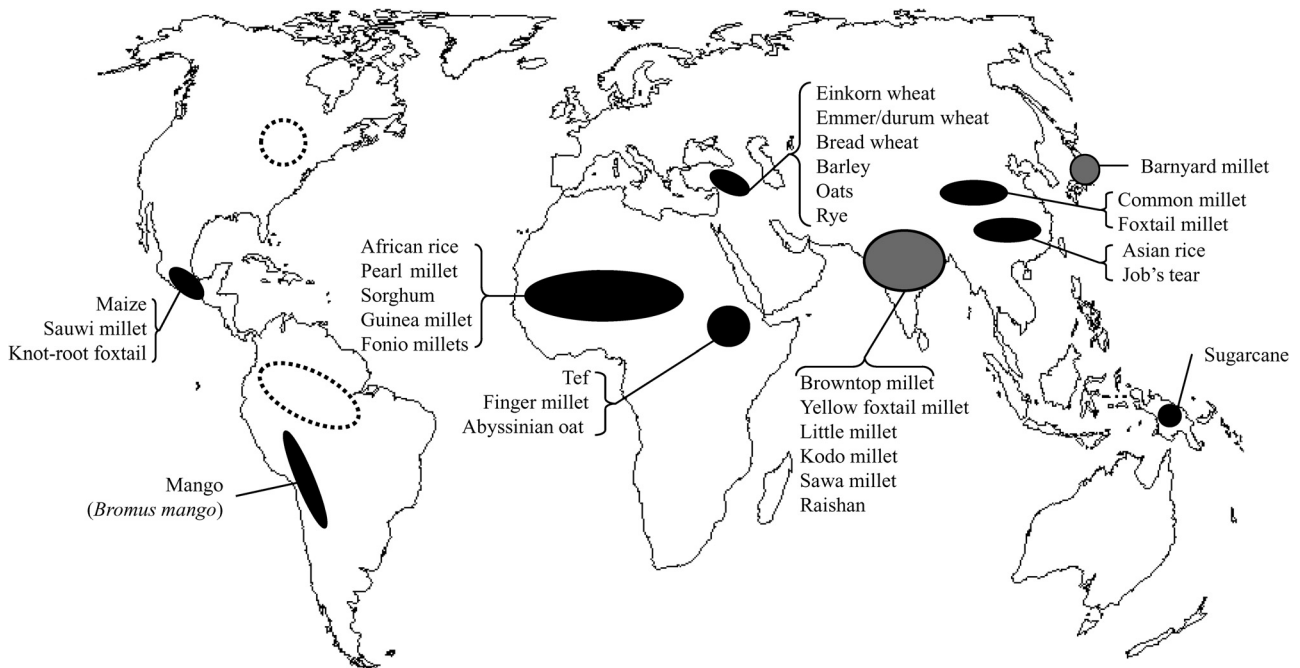 Einkorn wheat
Emmer/durum wheat
Bread wheat
Barley
Oats
Rye
Barnyard millet
Common millet
Foxtail millet
Asian rice
Job's tear
African rice
Pearl millet
Sorghum
Guinea millet
Fonio millets
Maize
Sauwi millet
Knot-root foxtail
Tef
Finger millet
Abyssinian oat
Browntop millet
Yellow foxtail millet
Little millet
Kodo millet
Sawa millet
Raishan
Sugarcane
Mango
(Bromus mango)